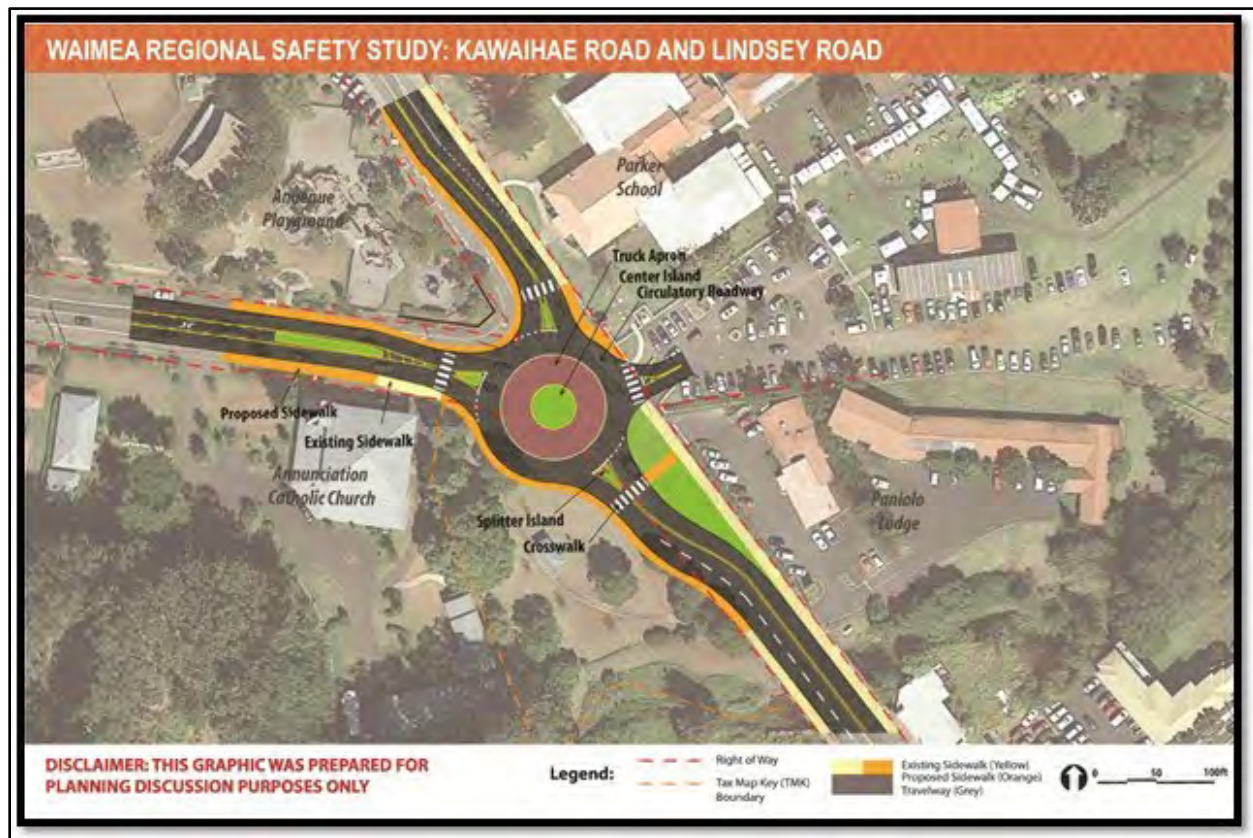 WAIMEA REGIONAL SAFETY STUDY: KAWAIHAE ROAD AND LINDSEY ROAD
Parker
School
Anuenue
Playground
Truck Apron
Center Island
Circulatory Roadway
Proposed Sidewalk
Existing Sidewalk
Annunciation
Catholic Church
Splitter Island
Crosswalk
Paniolo
Lodge
DISCLAIMER: THIS GRAPHIC WAS PREPARED FOR
PLANNING DISCUSSION PURPOSES ONLY
Legend:
Right of Way
Tax Map Key (TMK)
Boundary
Existing Sidewalk (Yellow)
Proposed Sidewalk (Orange)
Travelway (Grey)
0 50 100ft